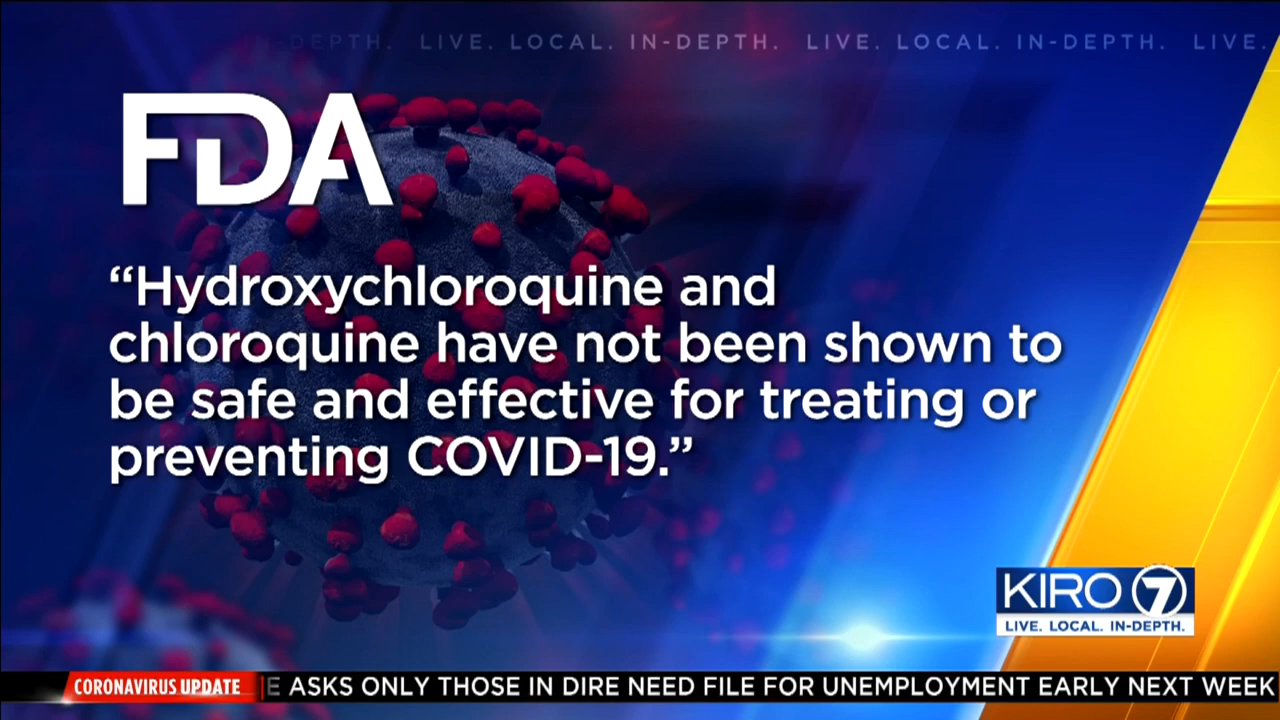 IN-DEPTH. LIVE. LOCAL. IN-DEPTH. LIVE. LOCAL. IN-DEPTH. LIVE.
FDA
“Hydroxychloroquine and
chloroquine have not been shown to
be safe and effective for treating or
preventing COVID-19.”
KIRO 7
LIVE. LOCAL. IN-DEPTH.
CORONAVIRUS UPDATE E ASKS ONLY THOSE IN DIRE NEED FILE FOR UNEMPLOYMENT EARLY NEXT WEEK